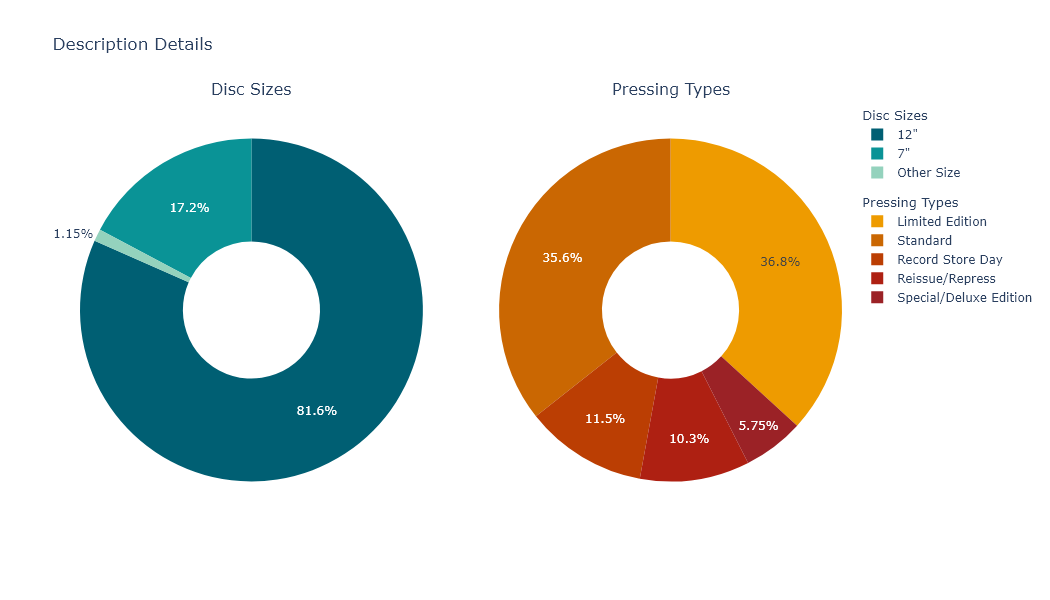 Description Details
Disc Sizes
17.2%
1.15%
81.6%
Pressing Types
35.6%
36.8%
11.5%
10.3%
5.75%
Disc Sizes
12"
7"
Other Size
Pressing Types
Limited Edition
Standard
Record Store Day
Reissue/Repress
Special/Deluxe Edition